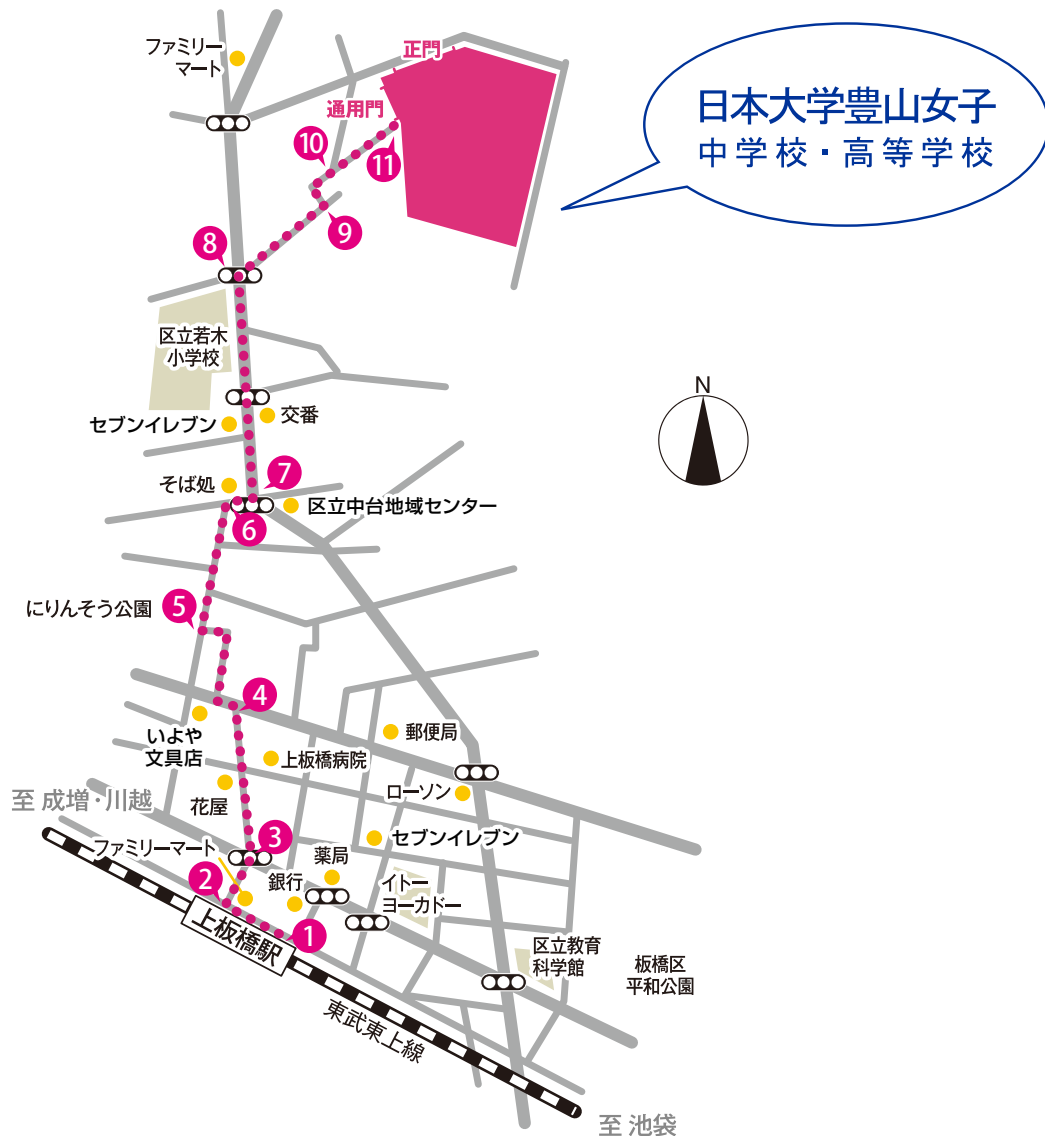 ファミリー
マート
正門
通用門
日本大学豊山女子
中学校・高等学校
10
11
9
8
区立若木
小学校
N
セブンイレブン
交番
そば処
7
区立中台地域センター
6
にりんそう公園
5
4
いよや
文具店
郵便局
上板橋病院
至 成増・川越
花屋
ローソン
ファミリーマート
3
セブンイレブン
薬局
2
銀行
イトー
ヨーカドー
1
上板橋駅
区立教育
科学館
板橋区
平和公園
東武東上線
至 池袋